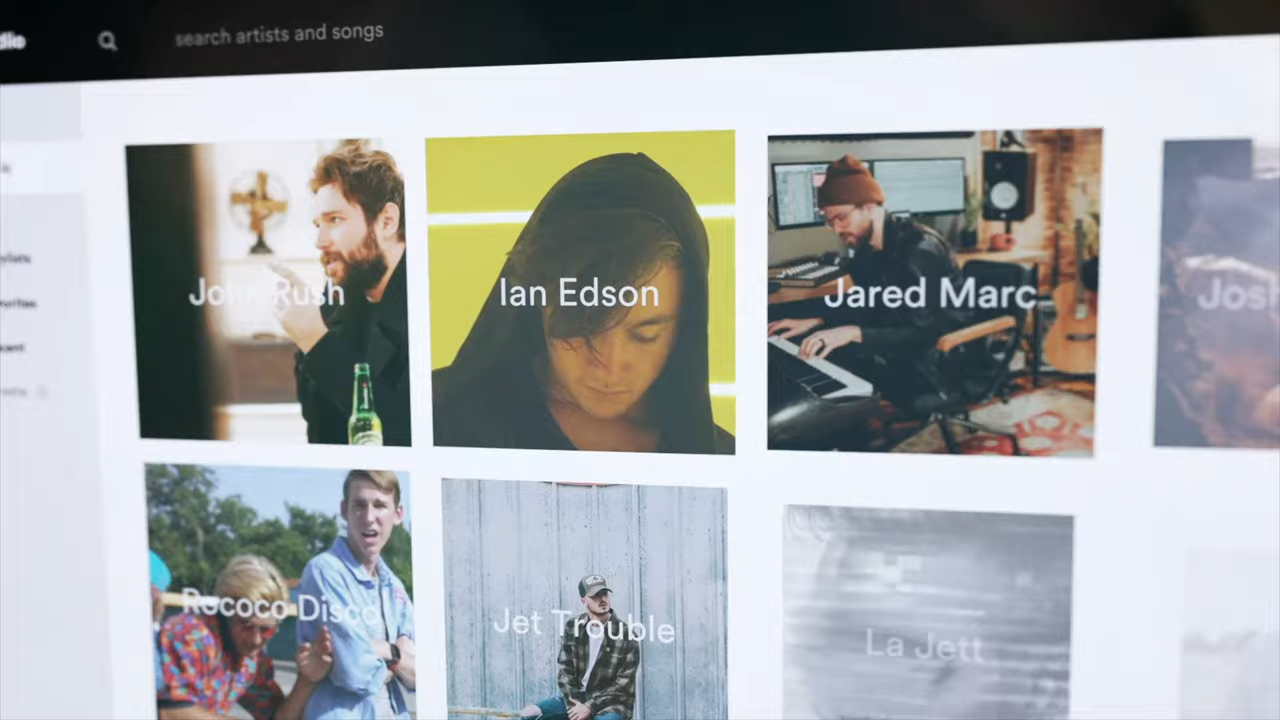 search artists and songs
John Rush
Ian Edson
Jared Marc
Rococo Disco
Jet Trouble
La Jett